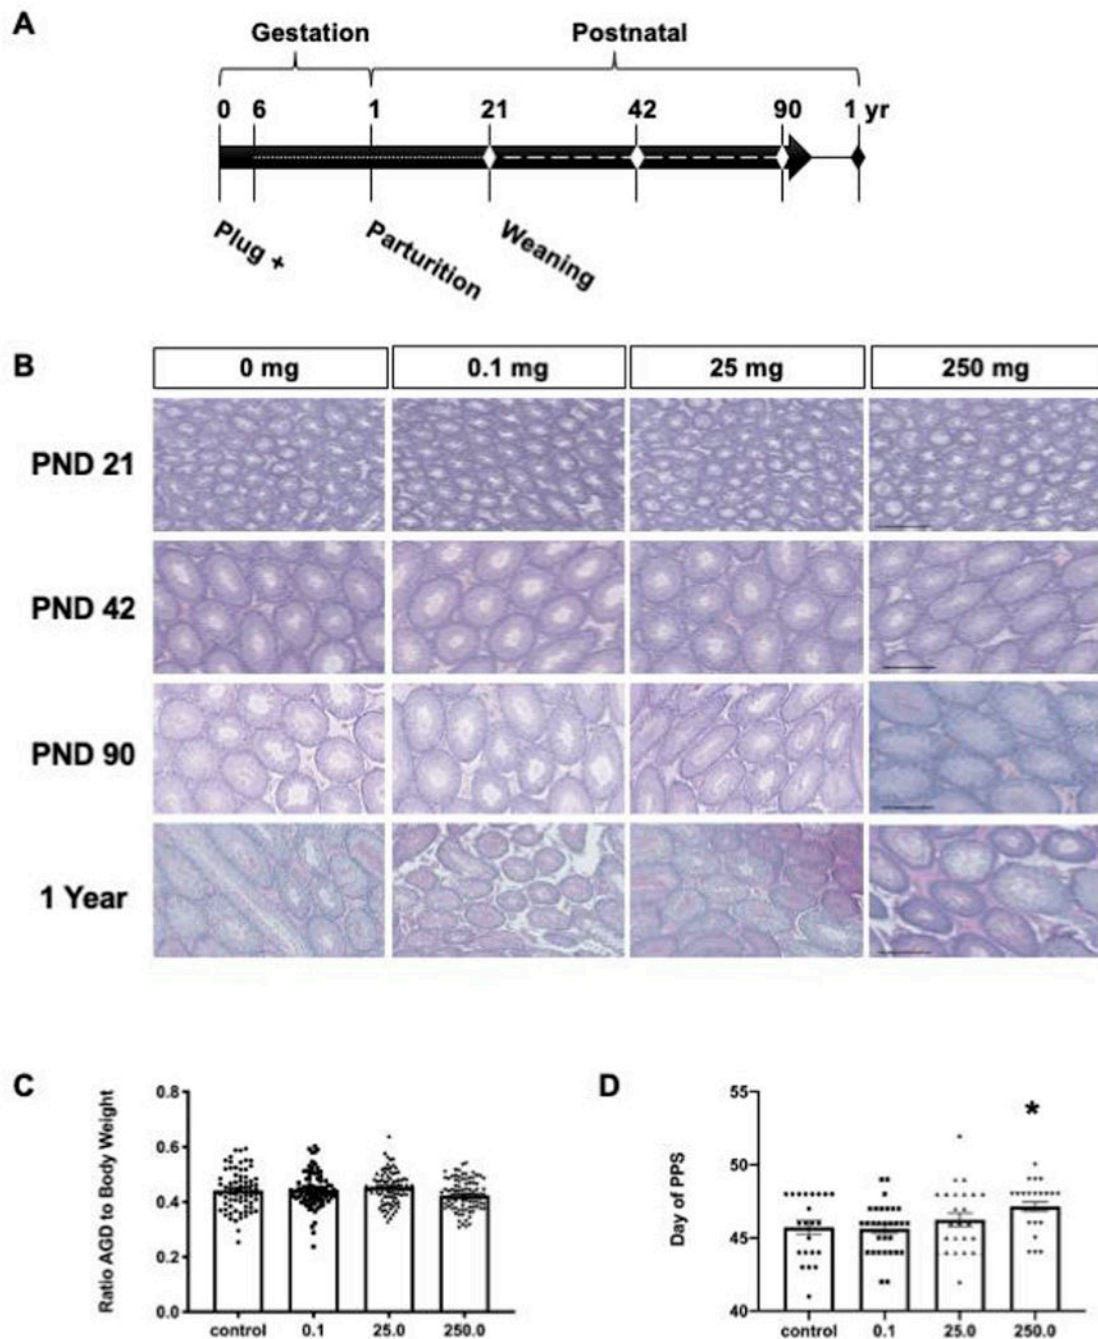 A
Gestation Postnatal
0 6 1 21 42 90 1 yr
Plug + Parturition Weaning
B
0 mg 0.1 mg 25 mg 250 mg
PND 21
PND 42
PND 90
1 Year
C
Ratio AGD to Body Weight
0.8
0.6
0.4
0.2
0.0
control 0.1 25.0 250.0
D
Day of PPS
55
50
45
40
*
control 0.1 25.0 250.0